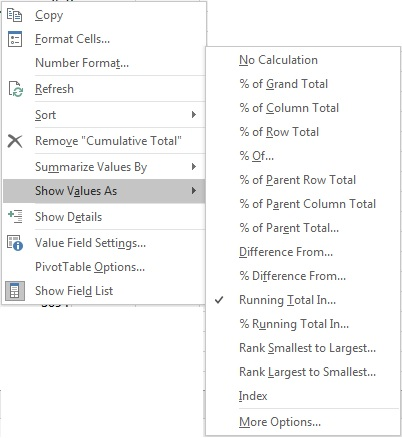 Copy
Format Cells...
Number Format...
Refresh
Sort
Remove "Cumulative Total"
Summarize Values By
Show Values As
Show Details
Value Field Settings...
PivotTable Options...
Show Field List
No Calculation
% of Grand Total
% of Column Total
% of Row Total
% Of...
% of Parent Row Total
% of Parent Column Total
% of Parent Total...
Difference From...
% Difference From...
Running Total In...
% Running Total In...
Rank Smallest to Largest...
Rank Largest to Smallest...
Index
More Options...